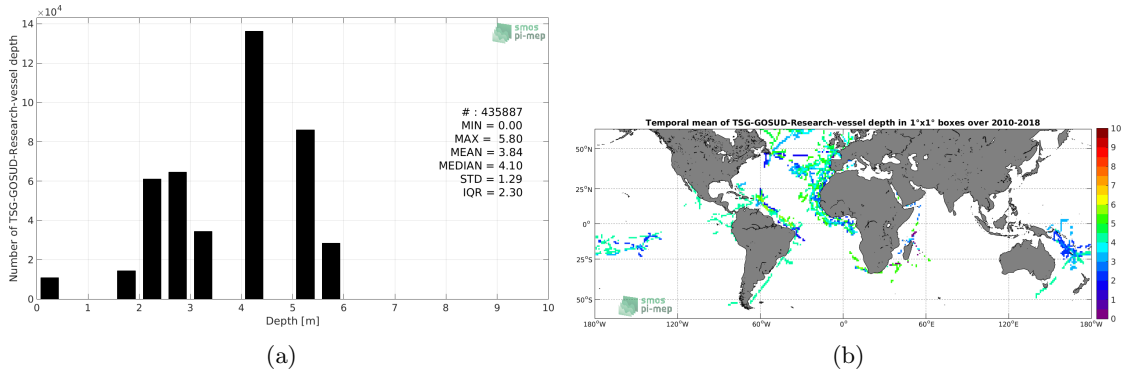 ×10⁴
14
12
10
8
6
4
2
0
Number of TSG-GOSUD-Research-vessel depth
smos
pi-mep
# : 435887
MIN = 0.00
MAX = 5.80
MEAN = 3.84
MEDIAN = 4.10
STD = 1.29
IQR = 2.30
0 1 2 3 4 5 6 7 8 9 10
Depth [m]
(a)
Temporal mean of TSG-GOSUD-Research-vessel depth in 1°x1° boxes over 2010-2018
50°N
25°N
0°
25°S
50°S
smos
pi-mep
180°W 120°W 60°W 0° 60°E 120°E 180°W
10
9
8
7
6
5
4
3
2
1
0
(b)